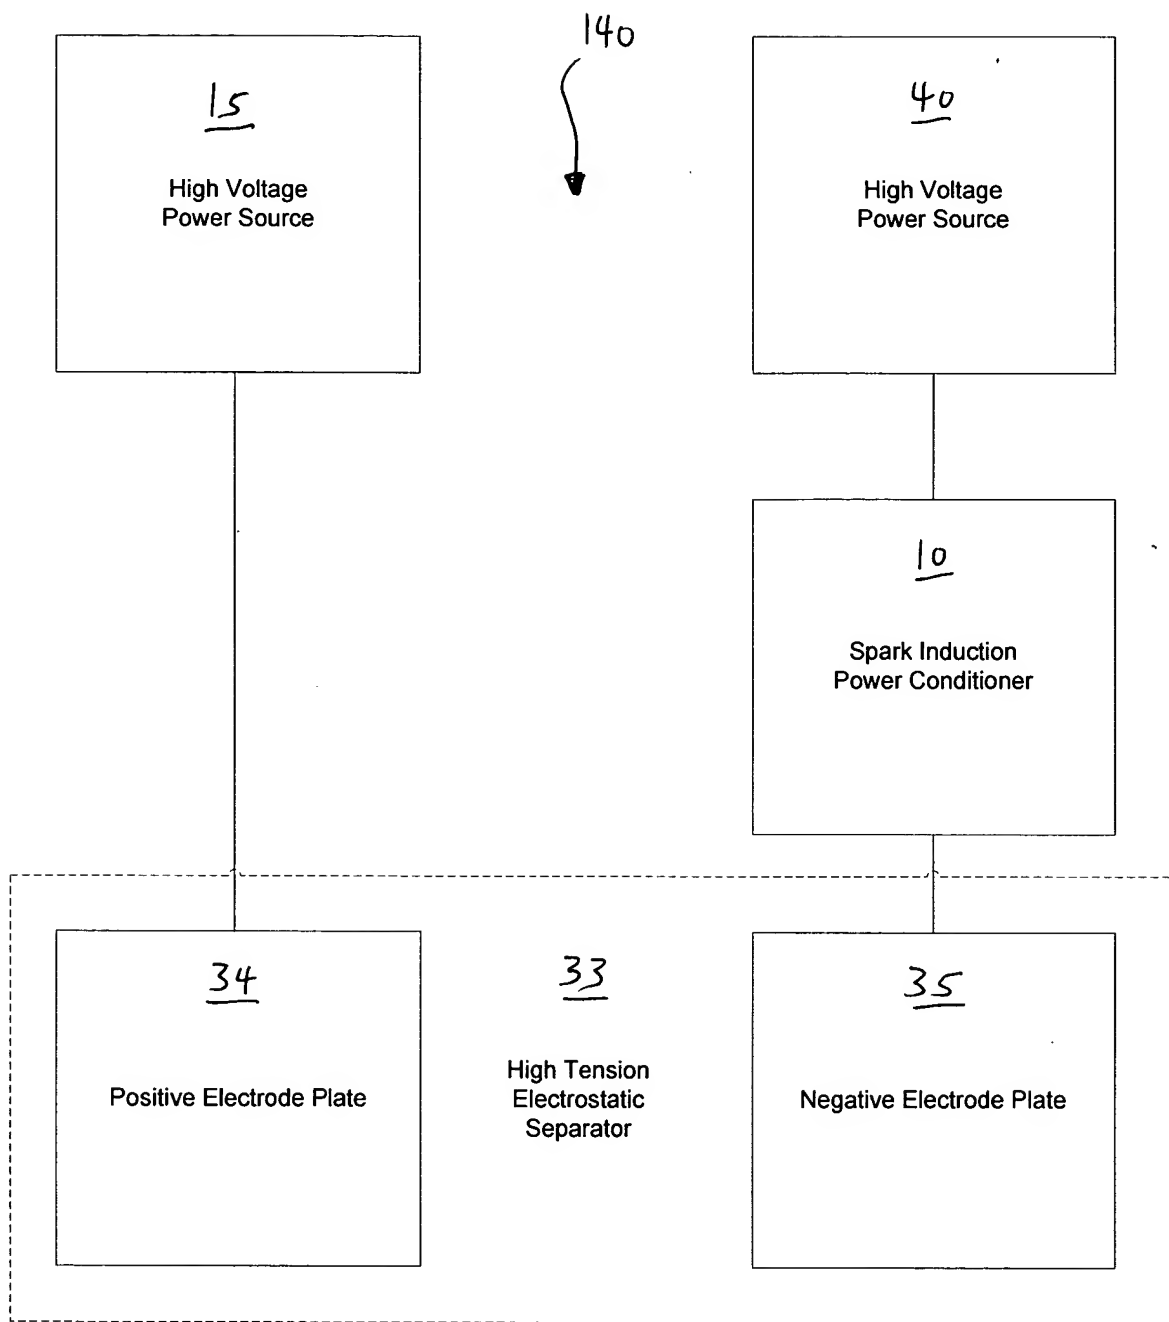 140
15
High Voltage
Power Source
40
High Voltage
Power Source
10
Spark Induction
Power Conditioner
34
Positive Electrode Plate
33
High Tension
Electrostatic
Separator
35
Negative Electrode Plate